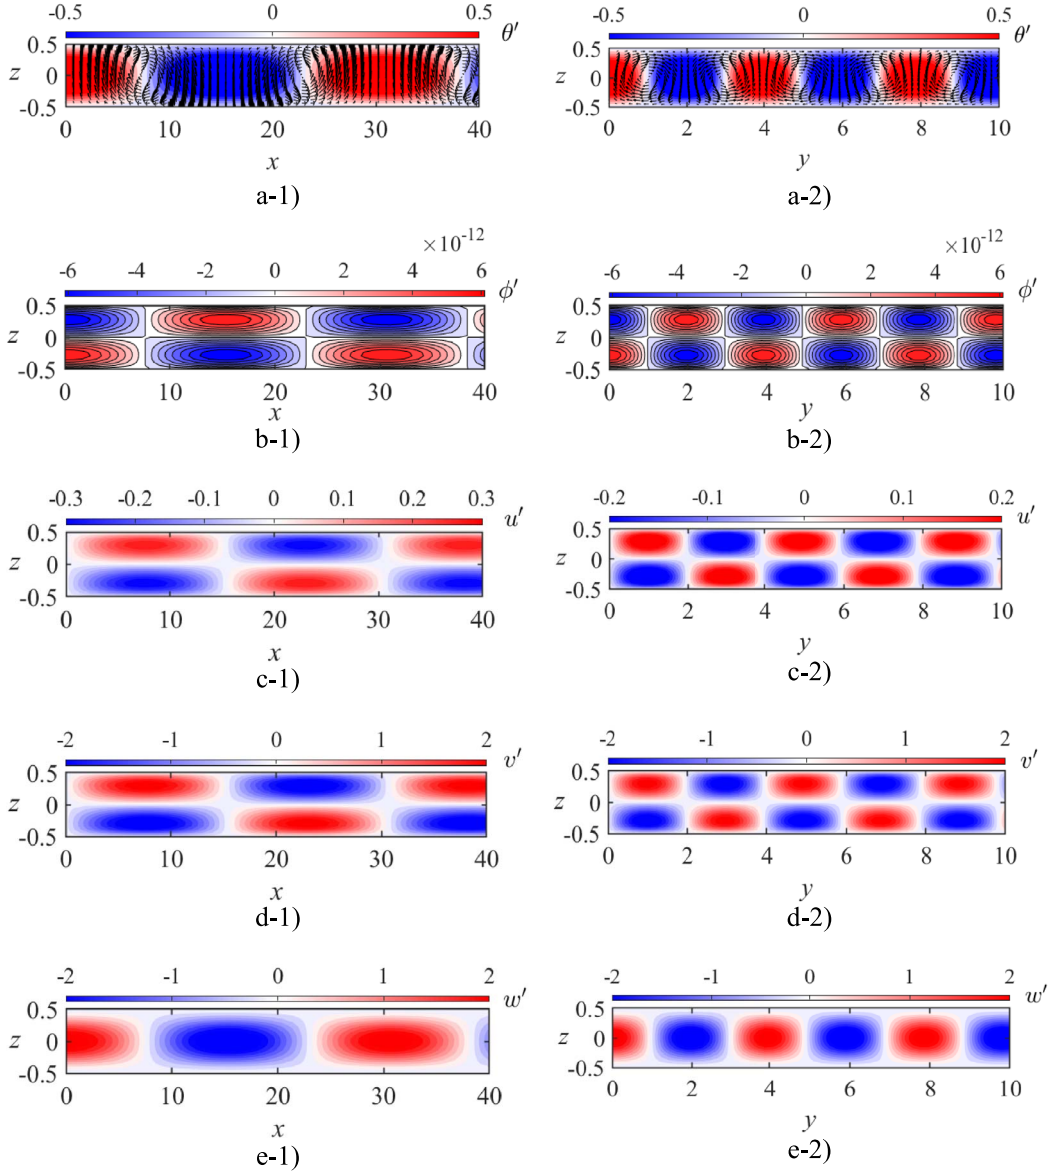 -0.5 0 0.5 θ′
z 0.5 0 -0.5
0 10 20 30 40
x
a-1)
-0.5 0 0.5 θ′
z 0.5 0 -0.5
0 2 4 6 8 10
y
a-2)
×10⁻¹²
-6 -4 -2 0 2 4 6 ϕ′
z 0.5 0 -0.5
0 10 20 30 40
x
b-1)
×10⁻¹²
-6 -4 -2 0 2 4 6 ϕ′
z 0.5 0 -0.5
0 2 4 6 8 10
y
b-2)
-0.3 -0.2 -0.1 0 0.1 0.2 0.3 u′
z 0.5 0 -0.5
0 10 20 30 40
x
c-1)
-0.2 -0.1 0 0.1 0.2 u′
z 0.5 0 -0.5
0 2 4 6 8 10
y
c-2)
-2 -1 0 1 2 v′
z 0.5 0 -0.5
0 10 20 30 40
x
d-1)
-2 -1 0 1 2 v′
z 0.5 0 -0.5
0 2 4 6 8 10
y
d-2)
-2 -1 0 1 2 w′
z 0.5 0 -0.5
0 10 20 30 40
x
e-1)
-2 -1 0 1 2 w′
z 0.5 0 -0.5
0 2 4 6 8 10
y
e-2)